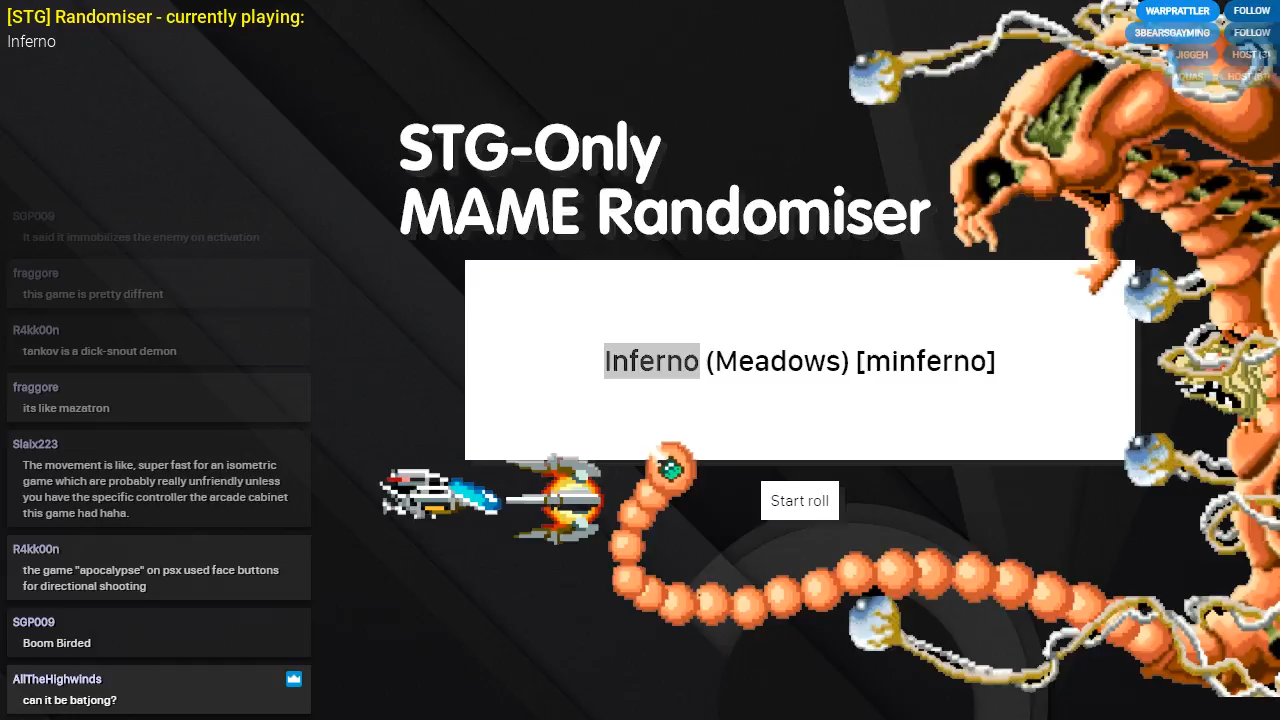 [STG] Randomiser - currently playing:
Inferno
WARPRATTLER FOLLOW
3BEARSGAYMING FOLLOW
JIGGEH HOST (3)
STG-Only
MAME Randomiser
Inferno (Meadows) [minferno]
Start roll
SGP009
It said it immobilizes the enemy on activation
fraggore
this game is pretty diffrent
R4kk00n
tankov is a dick-snout demon
fraggore
its like mazatron
Slalx223
The movement is like, super fast for an isometric
game which are probably really unfriendly unless
you have the specific controller the arcade cabinet
this game had haha.
R4kk00n
the game "apocalypse" on psx used face buttons
for directional shooting
SGP009
Boom Birded
AllTheHighwinds
can it be batjong?